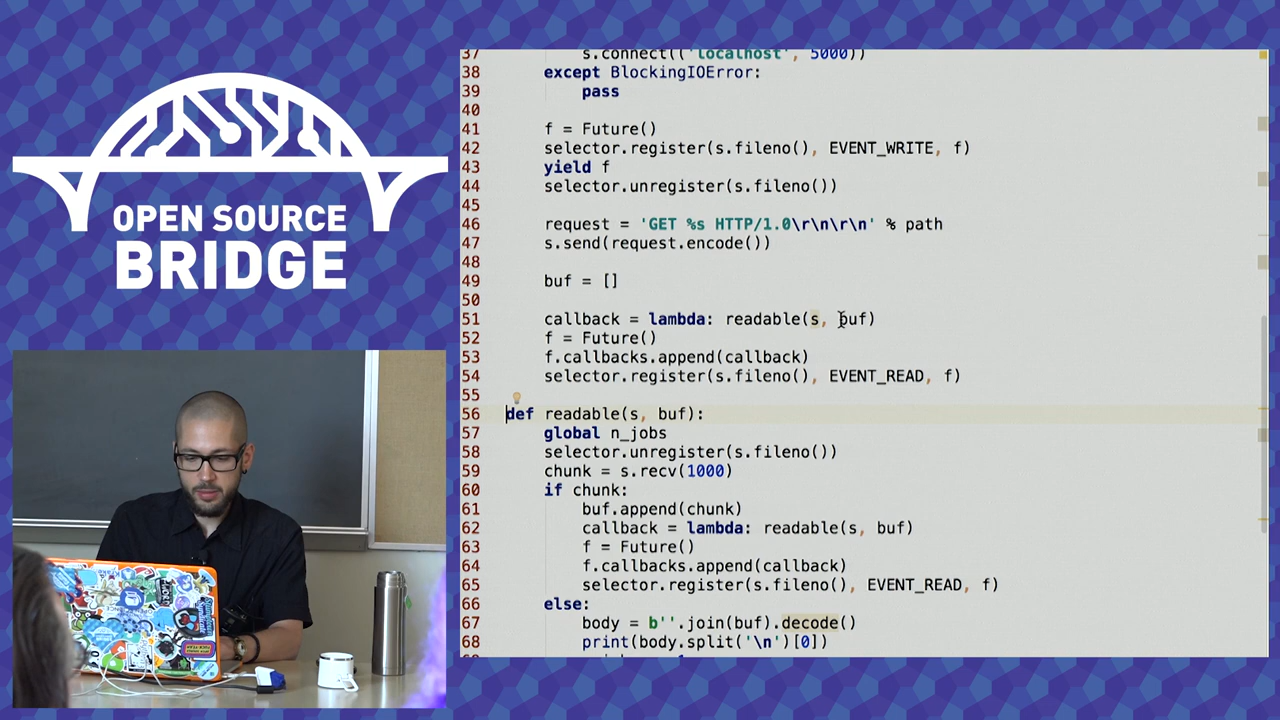 OPEN SOURCE
BRIDGE
37 s.connect(('localhost', 5000))
38 except BlockingIOError:
39 pass
40
41 f = Future()
42 selector.register(s.fileno(), EVENT_WRITE, f)
43 yield f
44 selector.unregister(s.fileno())
45
46 request = 'GET %s HTTP/1.0\r\n\r\n' % path
47 s.send(request.encode())
48
49 buf = []
50
51 callback = lambda: readable(s, buf)
52 f = Future()
53 f.callbacks.append(callback)
54 selector.register(s.fileno(), EVENT_READ, f)
55
56 def readable(s, buf):
57 global n_jobs
58 selector.unregister(s.fileno())
59 chunk = s.recv(1000)
60 if chunk:
61 buf.append(chunk)
62 callback = lambda: readable(s, buf)
63 f = Future()
64 f.callbacks.append(callback)
65 selector.register(s.fileno(), EVENT_READ, f)
66 else:
67 body = b''.join(buf).decode()
68 print(body.split('\n')[0])